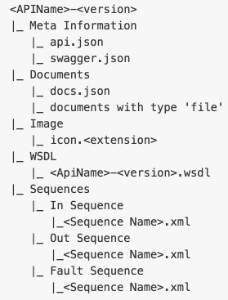 <APIName>-<version>
|_ Meta Information
|_ api.json
|_ swagger.json
|_ Documents
|_ docs.json
|_ documents with type 'file'
|_ Image
|_ icon.<extension>
|_ WSDL
|_ <ApiName>-<version>.wsdl
|_ Sequences
|_ In Sequence
|_<Sequence Name>.xml
|_ Out Sequence
|_<Sequence Name>.xml
|_ Fault Sequence
|_<Sequence Name>.xml